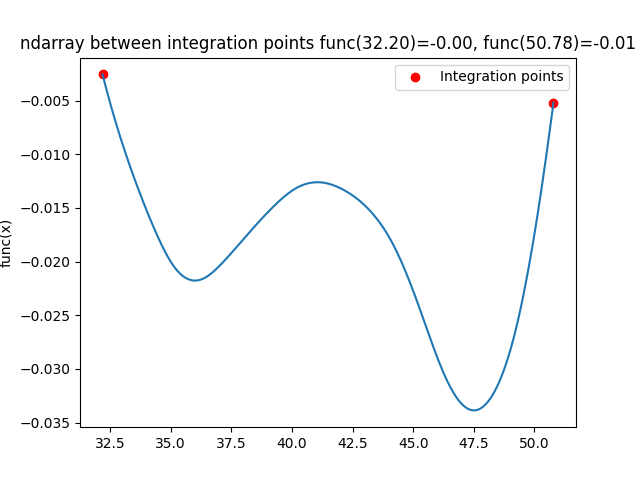 ndarray between integration points func(32.20)=-0.00, func(50.78)=-0.01
Integration points
func(x)
−0.005
−0.010
−0.015
−0.020
−0.025
−0.030
−0.035
32.5 35.0 37.5 40.0 42.5 45.0 47.5 50.0